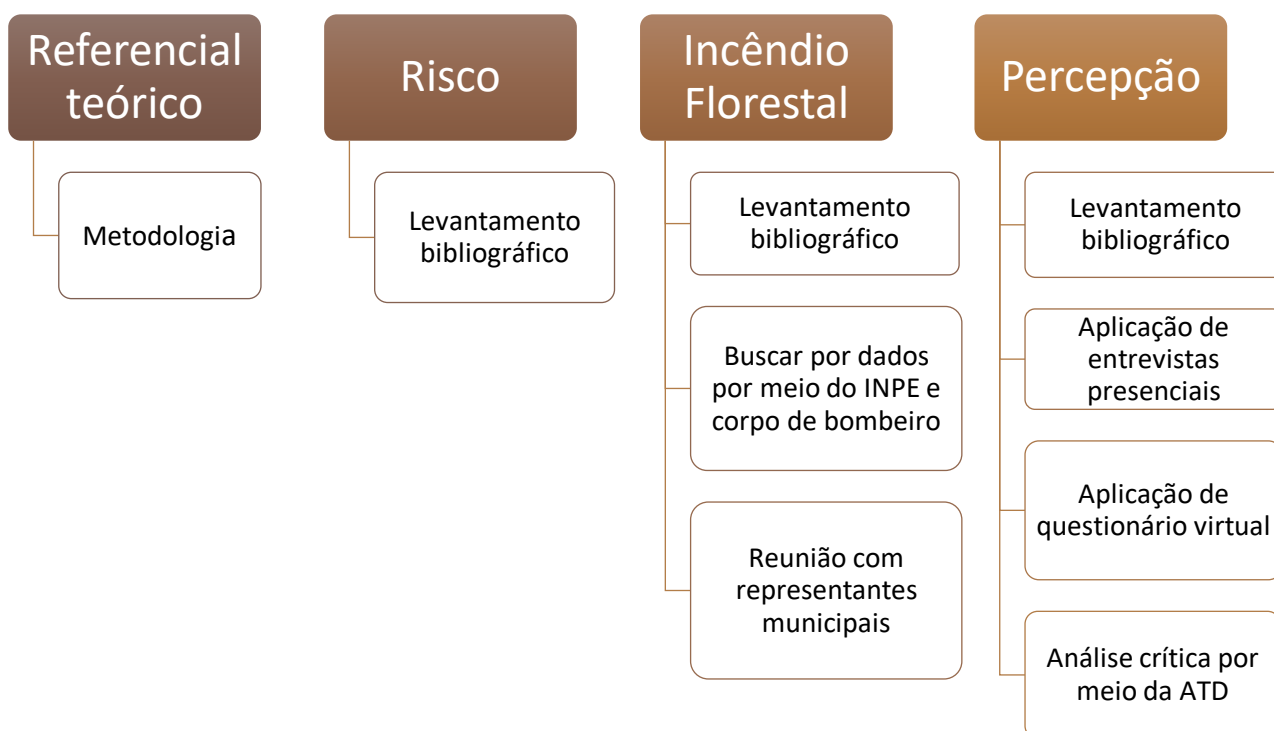 Referencial
teórico
Metodologia
Risco
Levantamento
bibliográfico
Incêndio
Florestal
Levantamento
bibliográfico
Buscar por dados
por meio do INPE e
corpo de bombeiro
Reunião com
representantes
municipais
Percepção
Levantamento
bibliográfico
Aplicação de
entrevistas
presenciais
Aplicação de
questionário virtual
Análise crítica por
meio da ATD